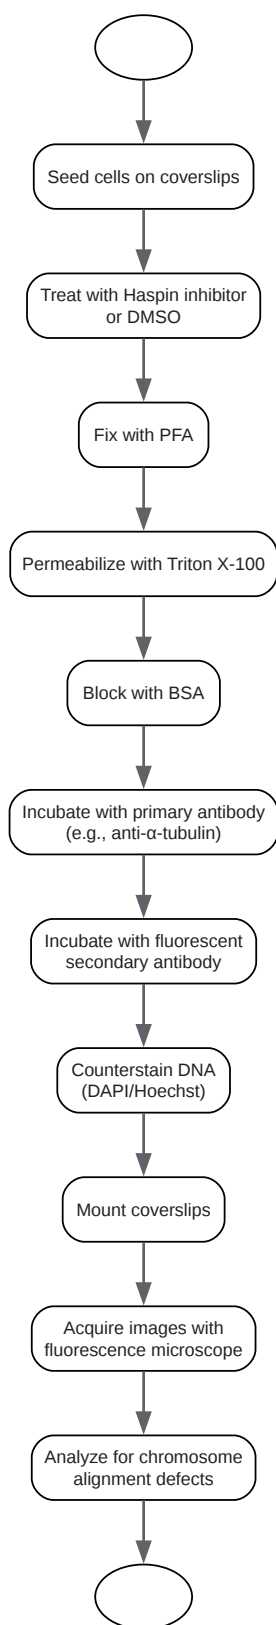 Seed cells on coverslips
Treat with Haspin inhibitor
or DMSO
Fix with PFA
Permeabilize with Triton X-100
Block with BSA
Incubate with primary antibody
(e.g., anti-α-tubulin)
Incubate with fluorescent
secondary antibody
Counterstain DNA
(DAPI/Hoechst)
Mount coverslips
Acquire images with
fluorescence microscope
Analyze for chromosome
alignment defects